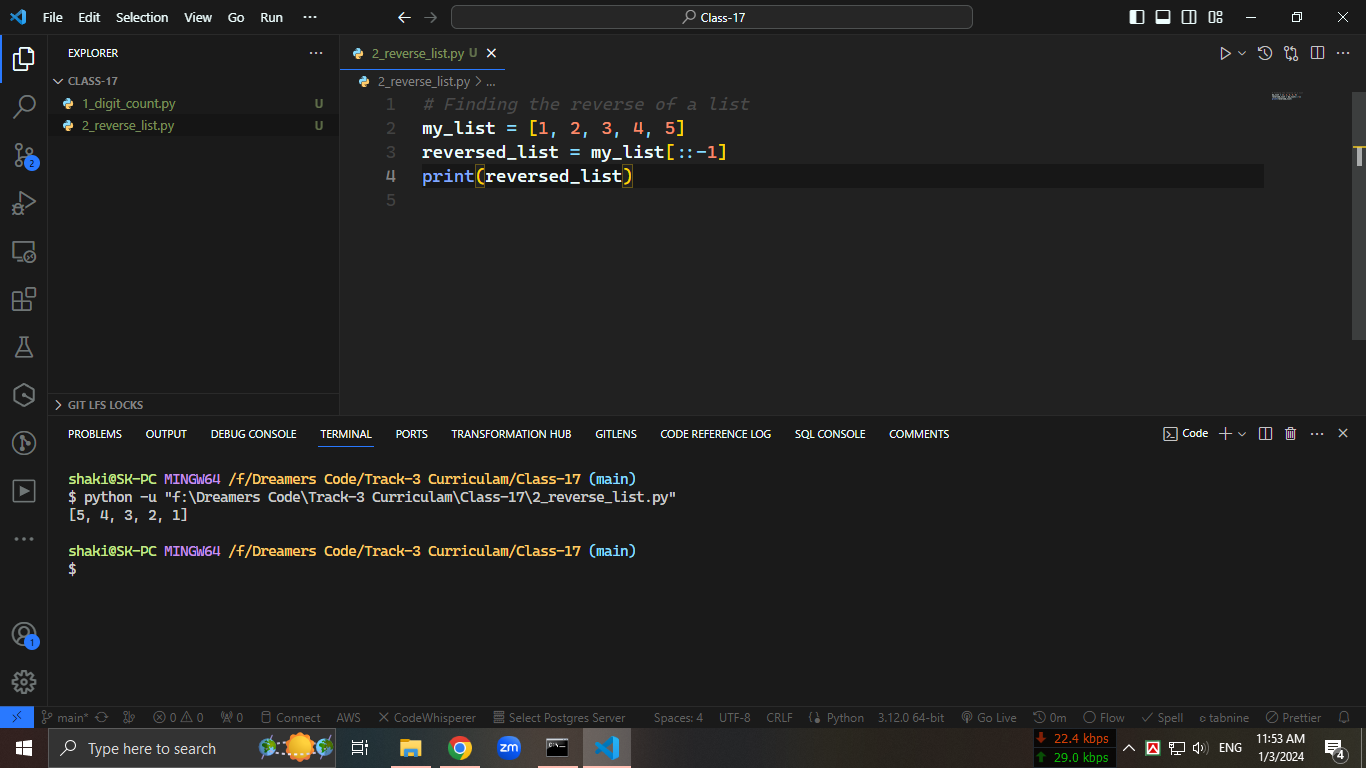 File Edit Selection View Go Run ···
Class-17
EXPLORER
CLASS-17
1_digit_count.py U
2_reverse_list.py U
GIT LFS LOCKS
2_reverse_list.py U
2_reverse_list.py > ...
1 # Finding the reverse of a list
2 my_list = [1, 2, 3, 4, 5]
3 reversed_list = my_list[::-1]
4 print(reversed_list)
5
2
1
PROBLEMS OUTPUT DEBUG CONSOLE TERMINAL PORTS TRANSFORMATION HUB GITLENS CODE REFERENCE LOG SQL CONSOLE COMMENTS
Code
shaki@SK-PC MINGW64 /f/Dreamers Code/Track-3 Curriculam/Class-17 (main)
$ python -u "f:\Dreamers Code\Track-3 Curriculam\Class-17\2_reverse_list.py"
[5, 4, 3, 2, 1]
shaki@SK-PC MINGW64 /f/Dreamers Code/Track-3 Curriculam/Class-17 (main)
$
main* 0 0 0 Connect AWS CodeWhisperer Select Postgres Server Spaces: 4 UTF-8 CRLF Python 3.12.0 64-bit Go Live 0m Flow Spell tabnine Prettier
Type here to search
zm
22.4 kbps
29.0 kbps
ENG
11:53 AM
1/3/2024
4